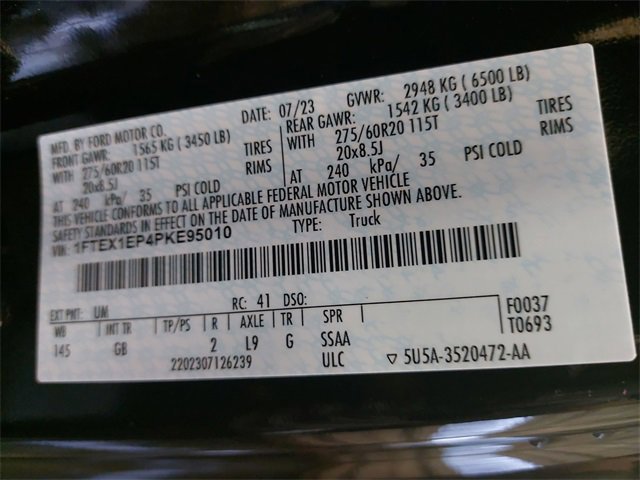 MFD. BY FORD MOTOR CO. DATE: 07/23 GVWR: 2948 KG ( 6500 LB)
FRONT GAWR: 1565 KG ( 3450 LB) REAR GAWR: 1542 KG ( 3400 LB)
WITH 275/60R20 115T TIRES WITH 275/60R20 115T TIRES
20x8.5J RIMS 20x8.5J RIMS
AT 240 kPa/ 35 PSI COLD AT 240 kPa/ 35 PSI COLD
THIS VEHICLE CONFORMS TO ALL APPLICABLE FEDERAL MOTOR VEHICLE
SAFETY STANDARDS IN EFFECT ON THE DATE OF MANUFACTURE SHOWN ABOVE.
VIN: 1FTEX1EP4PKE95010 TYPE: Truck
EXT PNT: UM RC: 41 DSO:
WB INT TR TP/PS R AXLE TR SPR F0037
145 GB 2 L9 G SSAA T0693
2202307126239 ULC ▽ 5U5A-3520472-AA